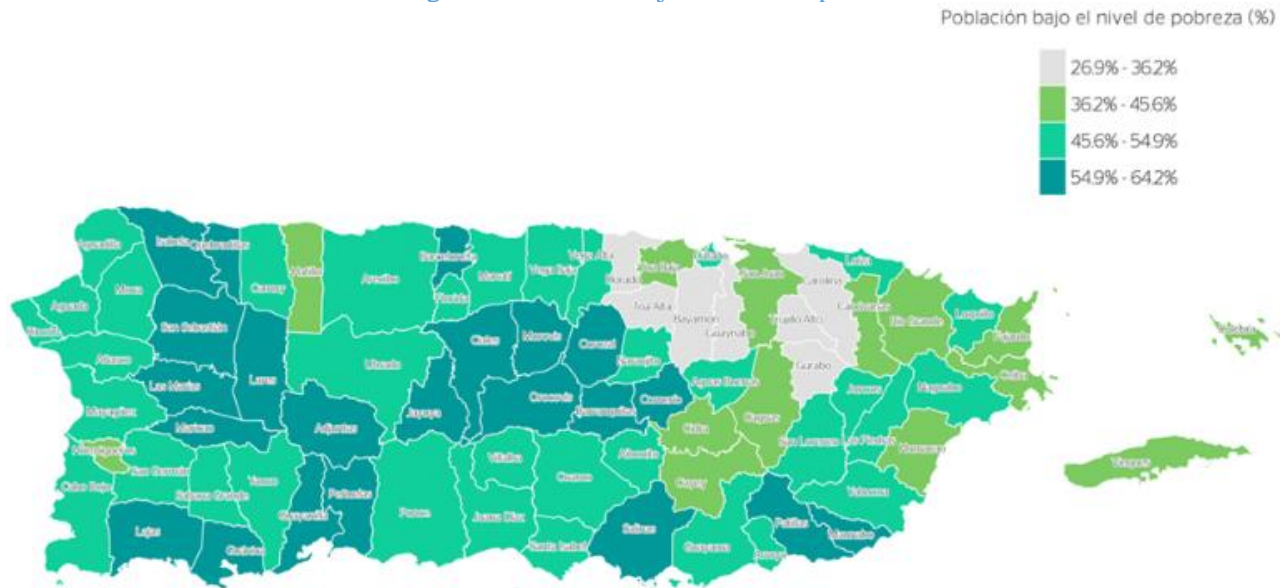 Población bajo el nivel de pobreza (%)
26.9% - 36.2%
36.2% - 45.6%
45.6% - 54.9%
54.9% - 64.2%
Aguadilla
Isabela
Quebradillas
Camuy
Hatillo
Arecibo
Barceloneta
Manatí
Vega Baja
Vega Alta
Dorado
Toa Baja
Cataño
San Juan
Carolina
Loíza
Moca
Florida
Toa Alta
Bayamón
Guaynabo
Trujillo Alto
Canóvanas
Río Grande
Luquillo
Fajardo
Culebra
Aguada
Rincón
San Sebastián
Utuado
Ciales
Morovis
Corozal
Naranjito
Gurabo
Ceiba
Añasco
Las Marías
Lares
Aguas Buenas
Juncos
Naguabo
Mayagüez
Jayuya
Orocovis
Barranquitas
Comerío
Maricao
Adjuntas
Cidra
Caguas
San Lorenzo
Las Piedras
Humacao
Hormigueros
San Germán
Villalba
Aibonito
Vieques
Cabo Rojo
Sabana Grande
Yauco
Guayanilla
Peñuelas
Coamo
Cayey
Yabucoa
Lajas
Guánica
Ponce
Juana Díaz
Salinas
Patillas
Maunabo
Santa Isabel
Guayama
Arroyo